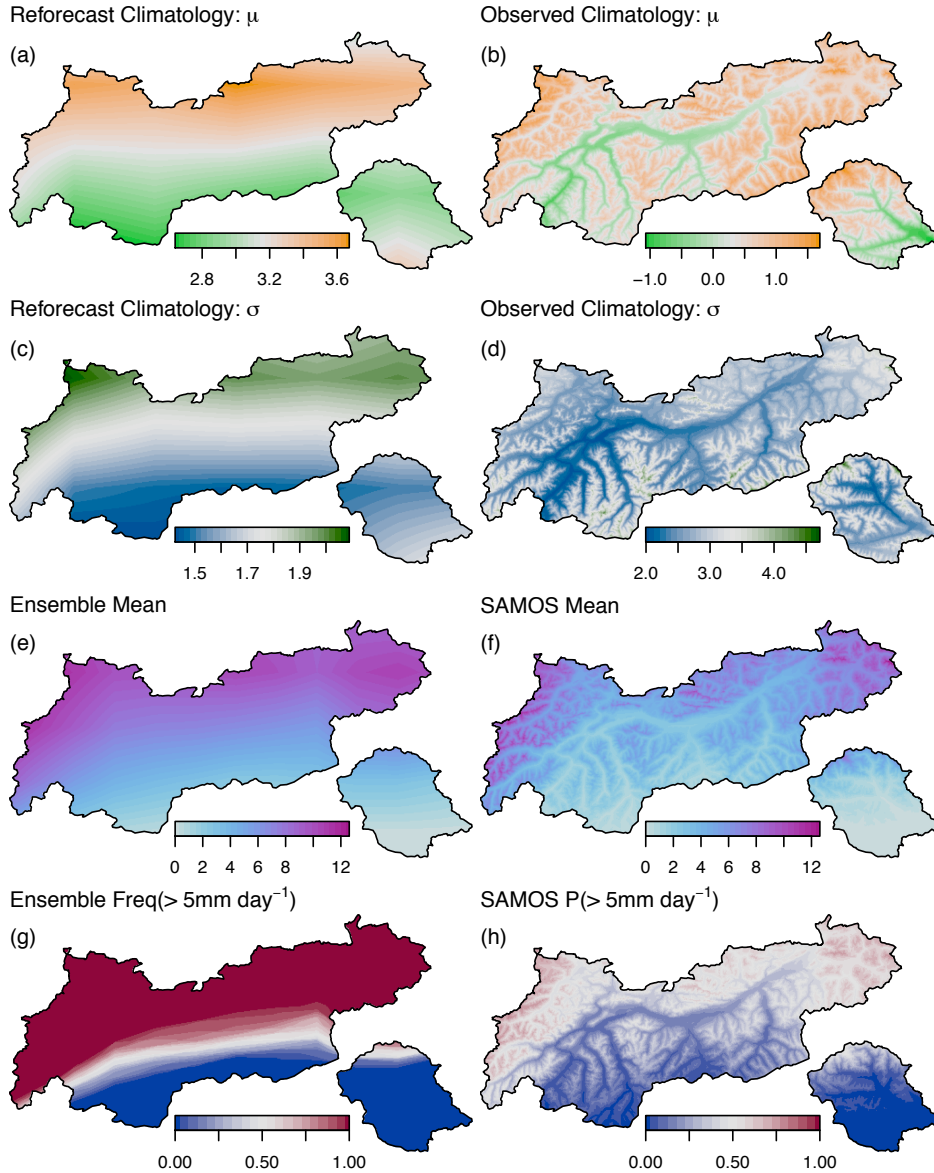 Reforecast Climatology: μ
Observed Climatology: μ
(a)
(b)
2.8 3.2 3.6
−1.0 0.0 1.0
Reforecast Climatology: σ
Observed Climatology: σ
(c)
(d)
1.5 1.7 1.9
2.0 3.0 4.0
Ensemble Mean
SAMOS Mean
(e)
(f)
0 2 4 6 8 12
0 2 4 6 8 12
Ensemble Freq(> 5mm day⁻¹)
SAMOS P(> 5mm day⁻¹)
(g)
(h)
0.00 0.50 1.00
0.00 0.50 1.00